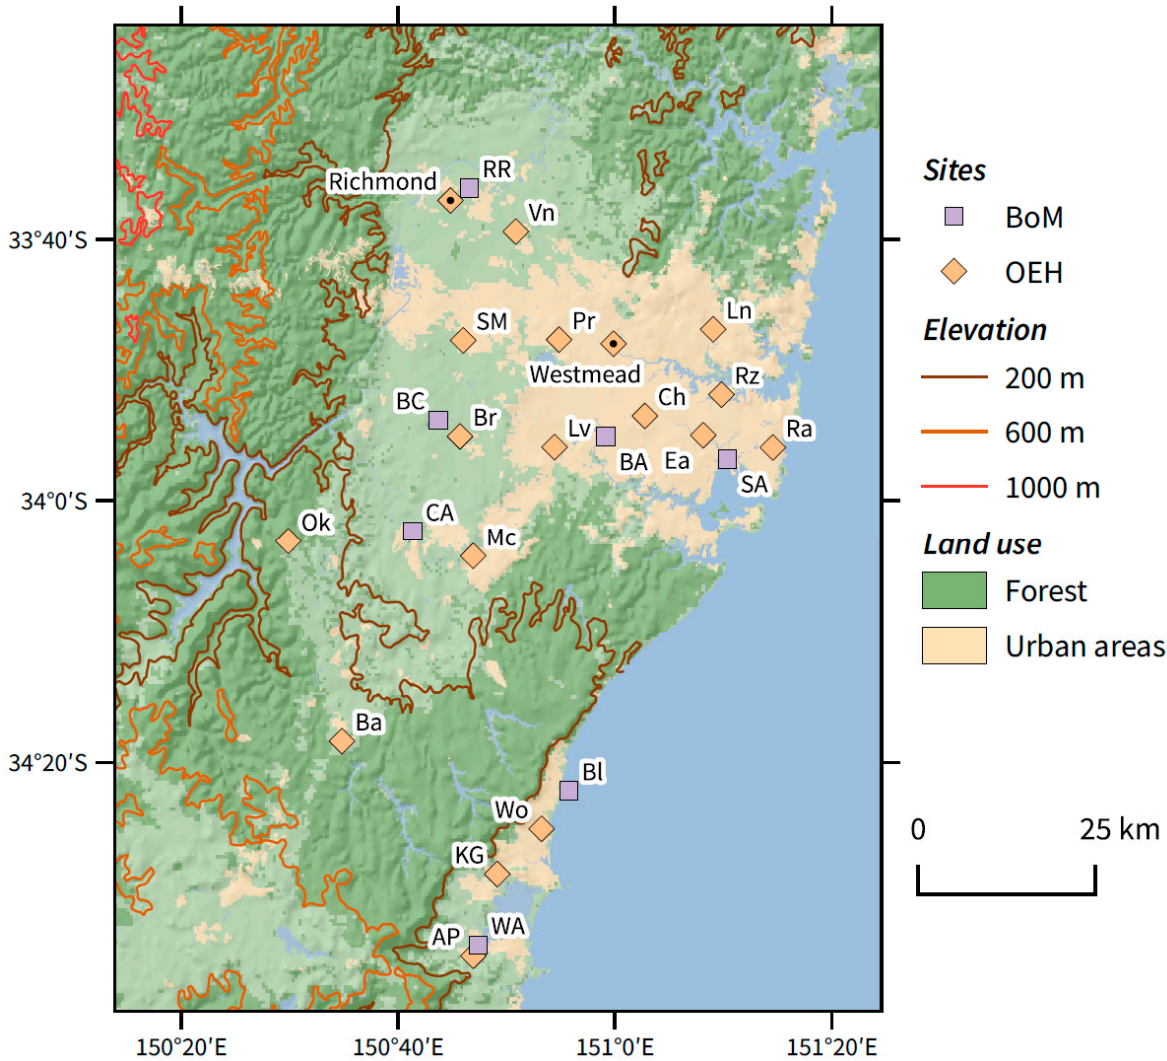 RR
Richmond
Vn
33°40′S
SM
Pr
Ln
Westmead
Rz
BC
Br
Ch
Lv
Ra
BA
Ea
SA
34°0′S
CA
Ok
Mc
Ba
34°20′S
Bl
Wo
KG
WA
AP
150°20′E
150°40′E
151°0′E
151°20′E
Sites
BoM
OEH
Elevation
200 m
600 m
1000 m
Land use
Forest
Urban areas
0
25 km